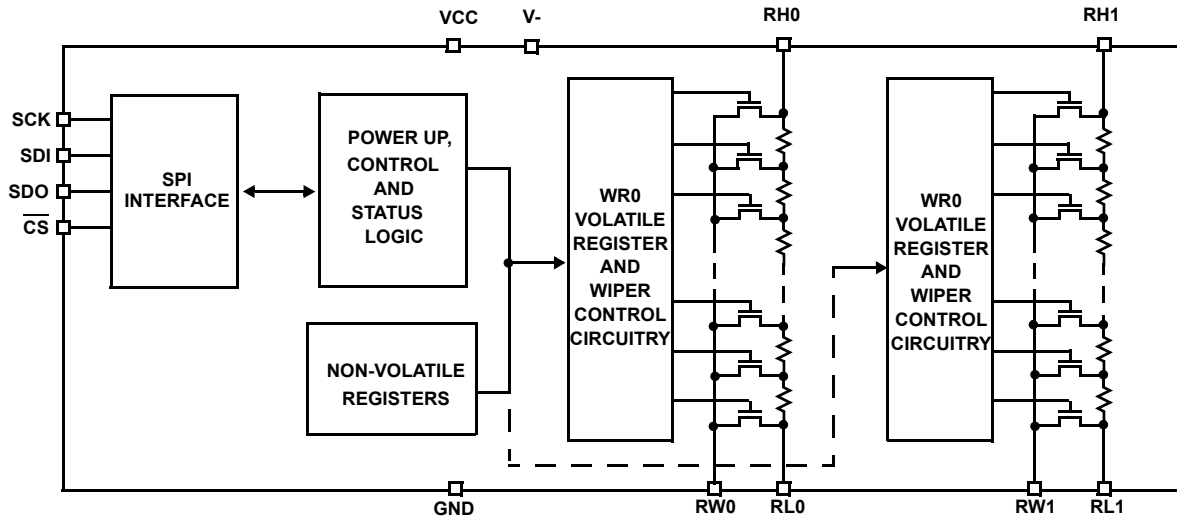 VCC
V-
RH0
RH1
SCK
SDI
SDO
CS
SPI
INTERFACE
POWER UP,
CONTROL
AND
STATUS
LOGIC
NON-VOLATILE
REGISTERS
WR0
VOLATILE
REGISTER
AND
WIPER
CONTROL
CIRCUITRY
WR0
VOLATILE
REGISTER
AND
WIPER
CONTROL
CIRCUITRY
GND
RW0
RL0
RW1
RL1